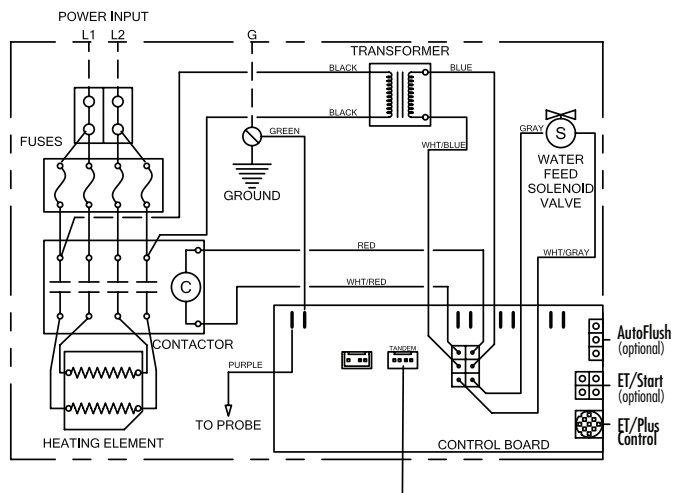 POWER INPUT
L1 L2
G
TRANSFORMER
BLACK
BLUE
BLACK
GREEN
FUSES
GROUND
WHT/BLUE
GRAY
S
WATER
FEED
SOLENOID
VALVE
RED
WHT/GRAY
C
WHT/RED
CONTACTOR
PURPLE
TANDEM
AutoFlush
(optional)
ET/Start
(optional)
ET/Plus
Control
TO PROBE
HEATING ELEMENT
CONTROL BOARD